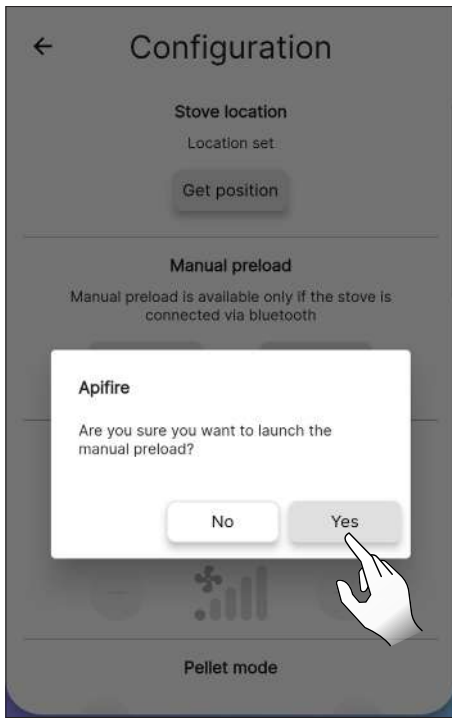 Configuration
Stove location
Location set
Get position
Manual preload
Manual preload is available only if the stove is
connected via bluetooth
Apifire
Are you sure you want to launch the
manual preload?
No
Yes
Pellet mode